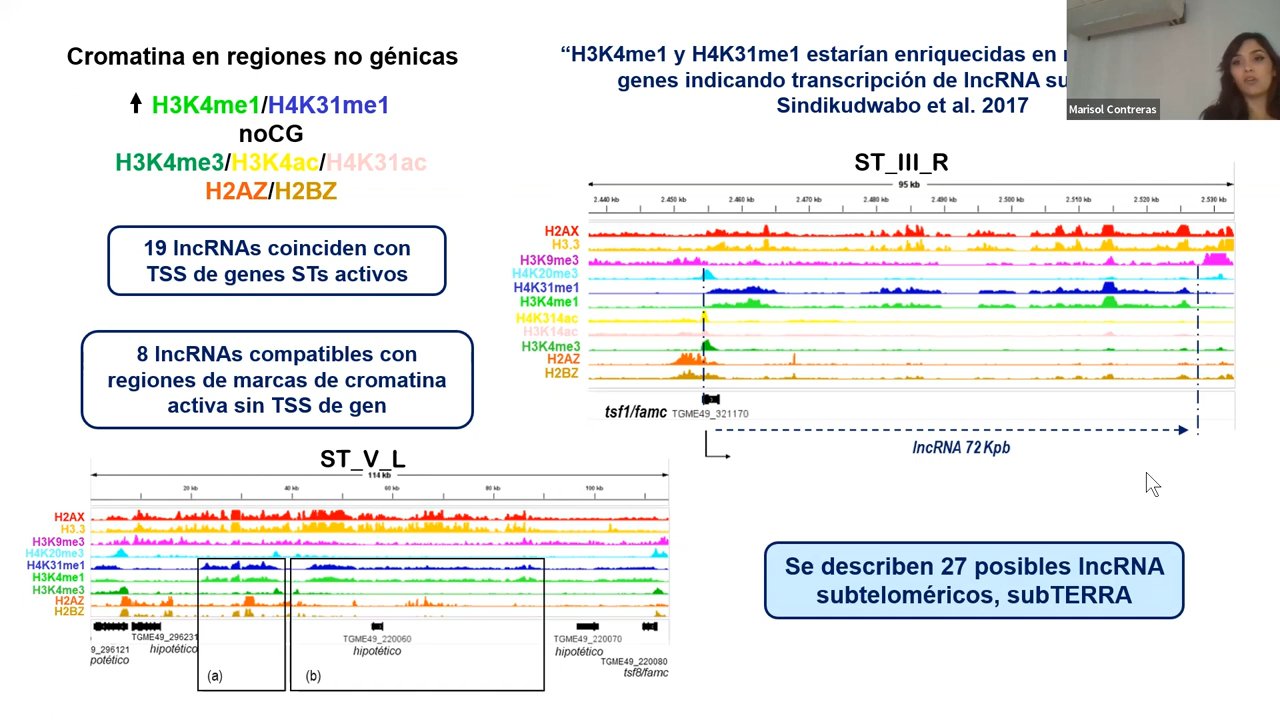 Cromatina en regiones no génicas
H3K4me1/H4K31me1
noCG
H3K4me3/H3K4ac/H4K31ac
H2AZ/H2BZ
19 lncRNAs coinciden con
TSS de genes STs activos
8 lncRNAs compatibles con
regiones de marcas de cromatina
activa sin TSS de gen
“H3K4me1 y H4K31me1 estarían enriquecidas en
genes indicando transcripción de lncRNA
Sindikudwabo et al. 2017
Marisol Contreras
ST_III_R
95 kb
2.440 kb 2.450 kb 2.460 kb 2.470 kb 2.480 kb 2.490 kb 2.500 kb 2.510 kb 2.520 kb 2.530 kb
H2AX
H3.3
H3K9me3
H4K20me3
H4K31me1
H3K4me1
H4K314ac
H3K14ac
H3K4me3
H2AZ
H2BZ
tsf1/famc TGME49_321170
lncRNA 72 Kpb
ST_V_L
114 kb
20 kb 40 kb 60 kb 80 kb 100 kb
H2AX
H3.3
H3K9me3
H4K20me3
H4K31me1
H3K4me1
H3K4me3
H2AZ
H2BZ
9_296121
potético
TGME49_296231
hipotético
TGME49_220060
hipotético
TGME49_220070
hipotético
TGME49_220080
tsf8/famc
(a)
(b)
Se describen 27 posibles lncRNA
subteloméricos, subTERRA